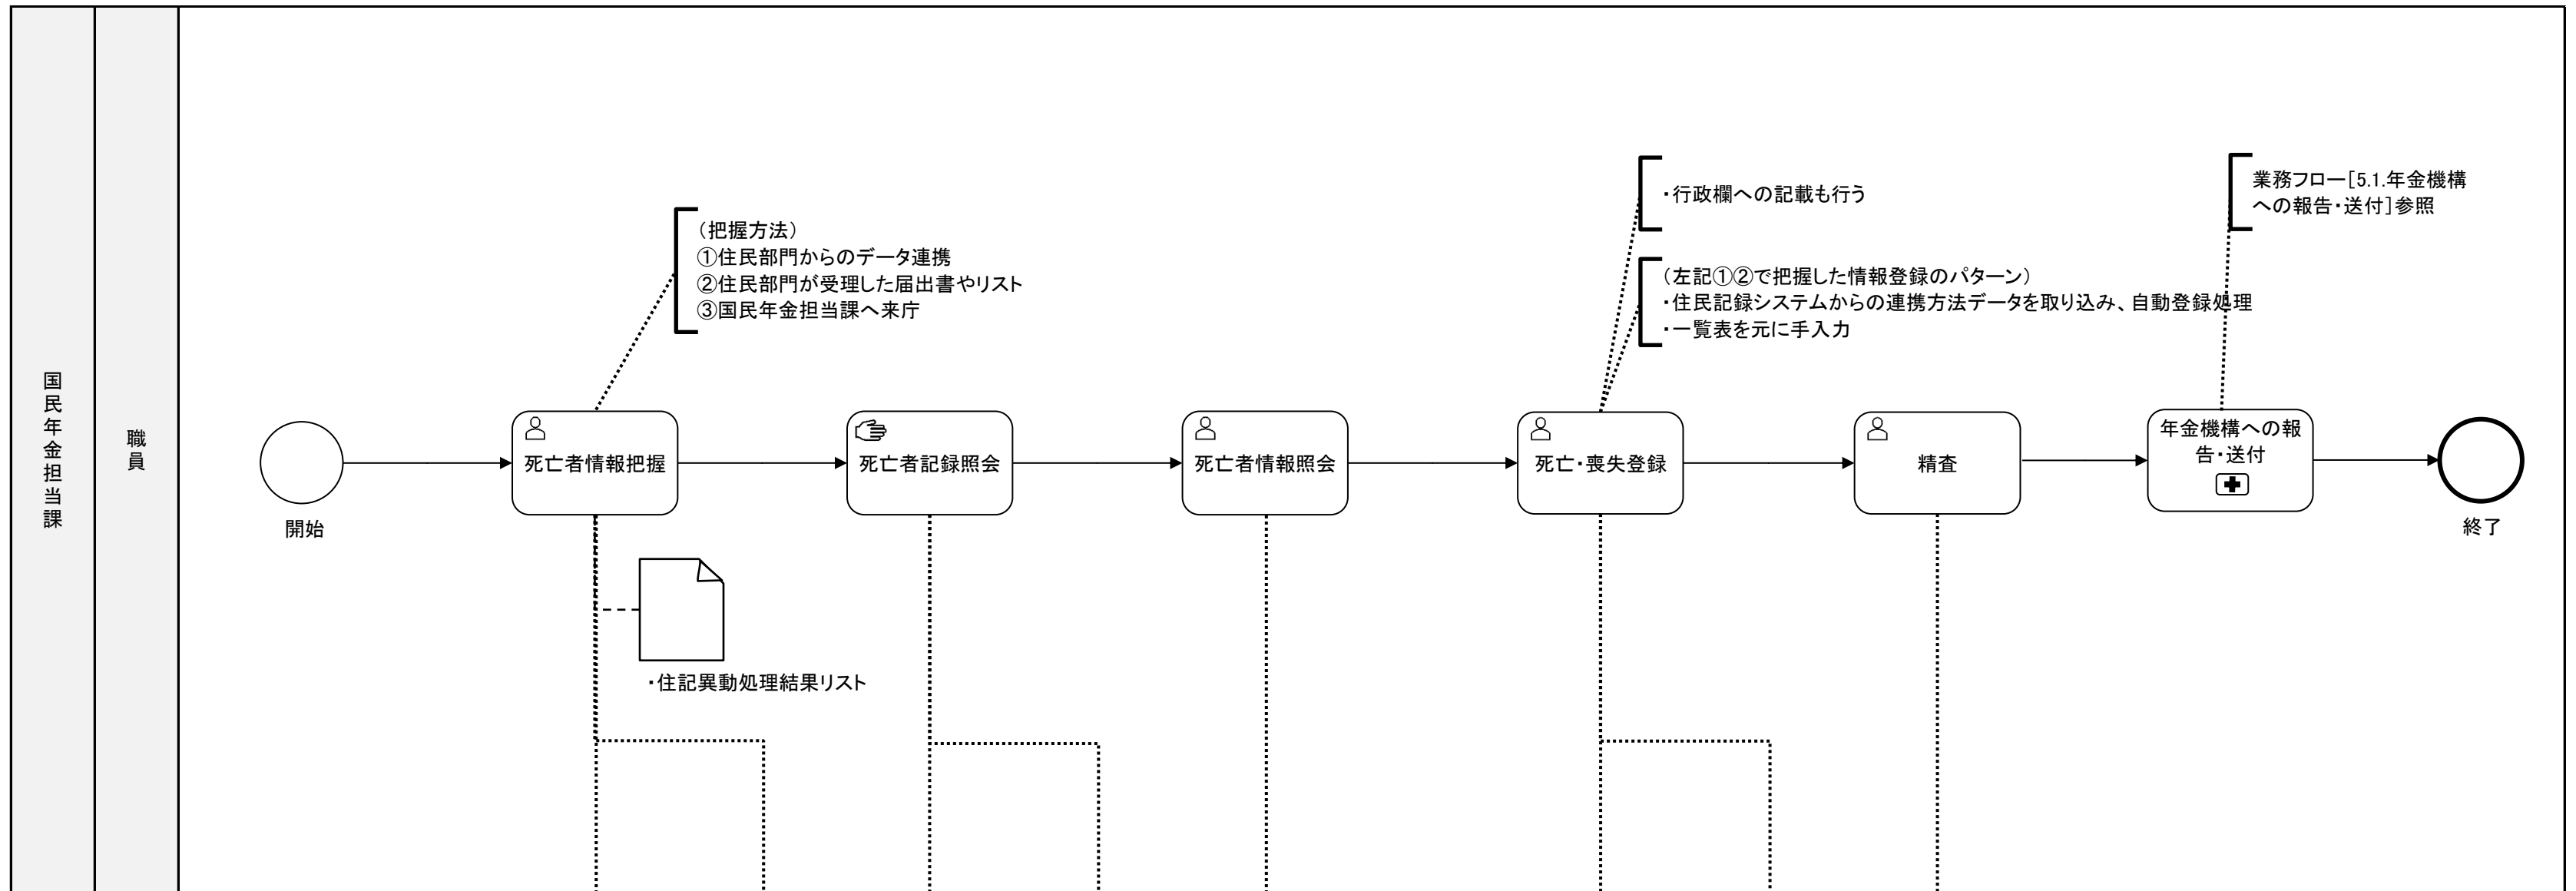 国民年金担当課
職員
・行政欄への記載も行う
業務フロー[5.1.年金機構
への報告・送付]参照
（把握方法）
①住民部門からのデータ連携
②住民部門が受理した届出書やリスト
③国民年金担当課へ来庁
（左記①②で把握した情報登録のパターン）
・住民記録システムからの連携方法データを取り込み、自動登録処理
・一覧表を元に手入力
開始
死亡者情報把握
死亡者記録照会
死亡者情報照会
死亡・喪失登録
精査
年金機構への報
告・送付
終了
・住記異動処理結果リスト